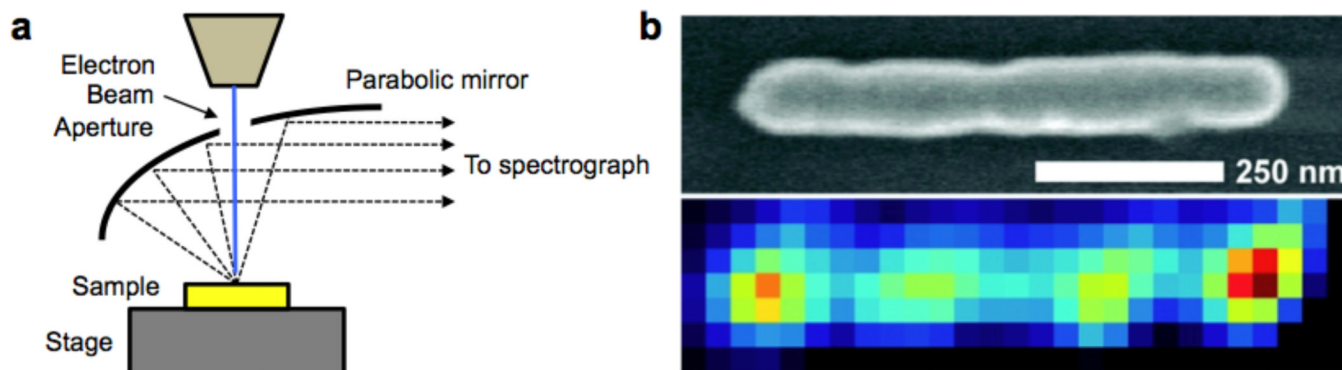 a
Electron
Beam
Aperture
Parabolic mirror
To spectrograph
Sample
Stage
b
250 nm